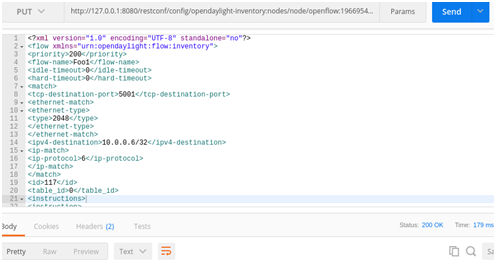 PUT
http://127.0.0.1:8080/restconf/config/opendaylight-inventory:nodes/node/openflow:1966954...
Params
Send
1 <?xml version="1.0" encoding="UTF-8" standalone="no"?>
2 <flow xmlns="urn:opendaylight:flow:inventory">
3 <priority>200</priority>
4 <flow-name>Foo1</flow-name>
5 <idle-timeout>0</idle-timeout>
6 <hard-timeout>0</hard-timeout>
7 <match>
8 <tcp-destination-port>5001</tcp-destination-port>
9 <ethernet-match>
10 <ethernet-type>
11 <type>2048</type>
12 </ethernet-type>
13 </ethernet-match>
14 <ipv4-destination>10.0.0.6/32</ipv4-destination>
15 <ip-match>
16 <ip-protocol>6</ip-protocol>
17 </ip-match>
18 </match>
19 <id>117</id>
20 <table_id>0</table_id>
21 <instructions>
22 <instruction>
Body Cookies Headers (2) Tests Status: 200 OK Time: 179 ms
Pretty Raw Preview Text Sa